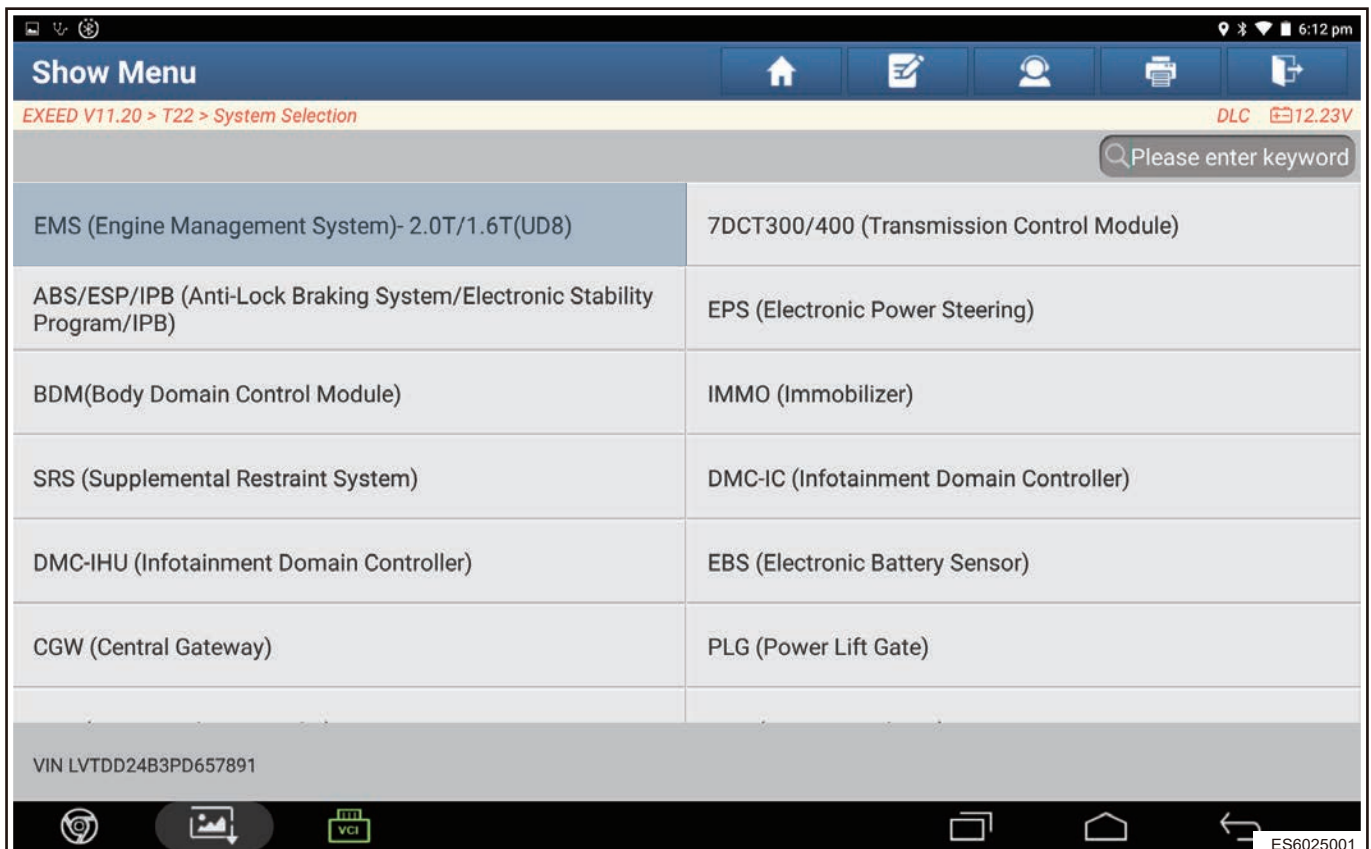 6:12 pm
Show Menu
EXEED V11.20 > T22 > System Selection
DLC 12.23V
Please enter keyword
EMS (Engine Management System)- 2.0T/1.6T(UD8)
7DCT300/400 (Transmission Control Module)
ABS/ESP/IPB (Anti-Lock Braking System/Electronic Stability
Program/IPB)
EPS (Electronic Power Steering)
BDM(Body Domain Control Module)
IMMO (Immobilizer)
SRS (Supplemental Restraint System)
DMC-IC (Infotainment Domain Controller)
DMC-IHU (Infotainment Domain Controller)
EBS (Electronic Battery Sensor)
CGW (Central Gateway)
PLG (Power Lift Gate)
VIN LVTDD24B3PD657891
VCI
ES6025001